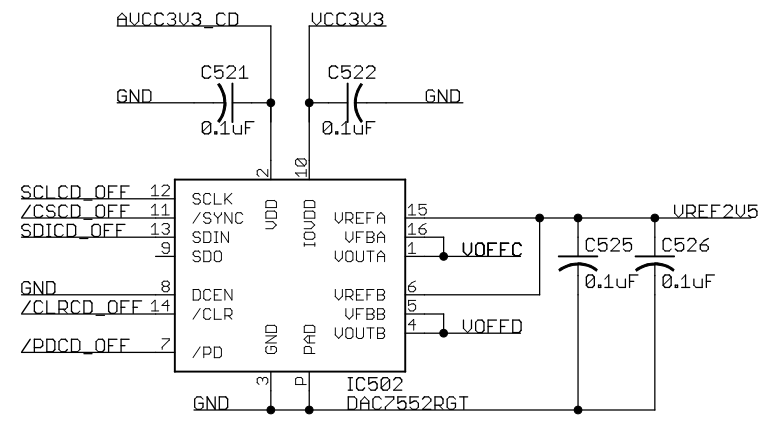 AVCC3V3_CD VCC3V3
C521 C522
GND GND
0.1uF 0.1uF
2 10
SCLCD_OFF 12 SCLK
/CSCD_OFF 11 /SYNC VREFA 15 VREF2V5
SDICD_OFF 13 SDIN VDD IOVDD VFBA 16
9 SDO VOUTA 1 VOFFC C525 C526
GND 8 DCEN VREFB 6 0.1uF 0.1uF
/CLRCD_OFF 14 /CLR VFBB 5
VOUTB 4 VOFFD
/PDCD_OFF 7 /PD GND PAD
3 P IC502
GND DAC7552RGT